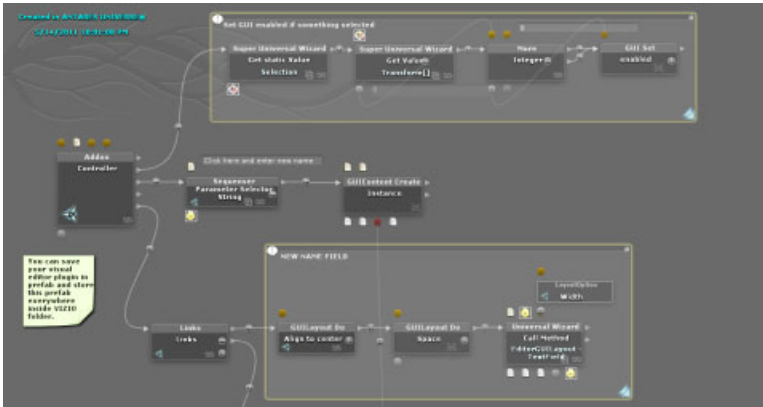 Set GUI enabled if something selected
Super Universal Wizard
Get static Value
Selection
Super Universal Wizard
Get Value
Transform[]
Integer
GUI Set
enabled
Addon
Controller
Click here and enter new name
Sequenser
Parameter Selector
String
GUIContent Create
Instance
You can save
your visual
editor plugin in
prefab and store
this prefab
everywhere
inside VIZIO
folder.
NEW NAME FIELD
LayoutOption
Width
Links
Links
GUILayout Do
Align to center
GUILayout Do
Space
Universal Wizard
Call Method
EditorGUILayout -
TextField